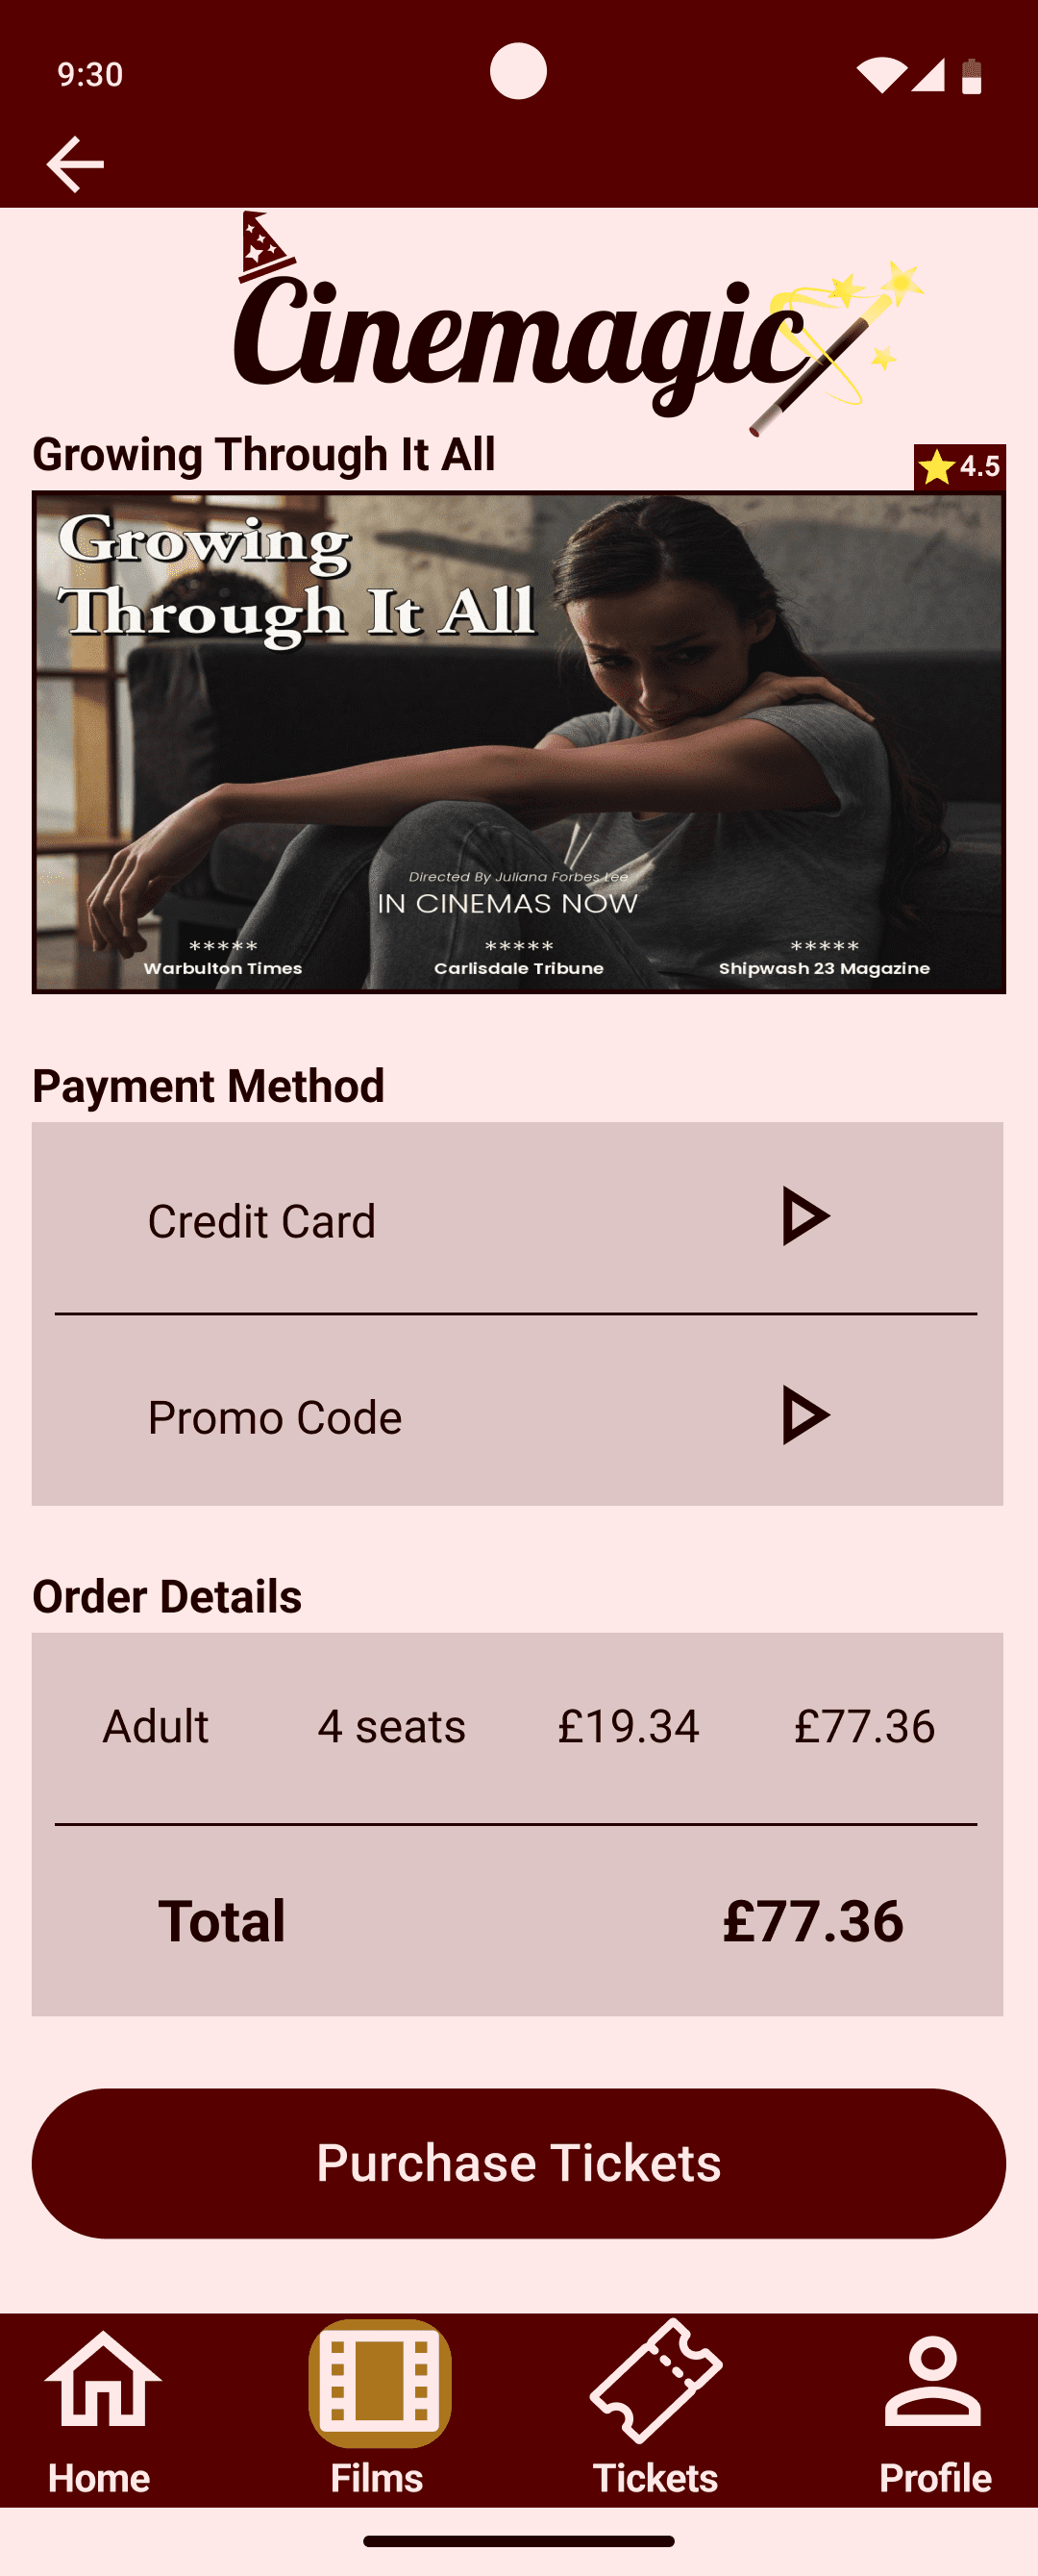 9:30
Cinemagic
Growing Through It All
4.5
Growing
Through It All
Directed By Juliana Forbes Lee
IN CINEMAS NOW
***** ***** *****
Warbulton Times Carlisdale Tribune Shipwash 23 Magazine
Payment Method
Credit Card
Promo Code
Order Details
Adult 4 seats £19.34 £77.36
Total £77.36
Purchase Tickets
Home Films Tickets Profile